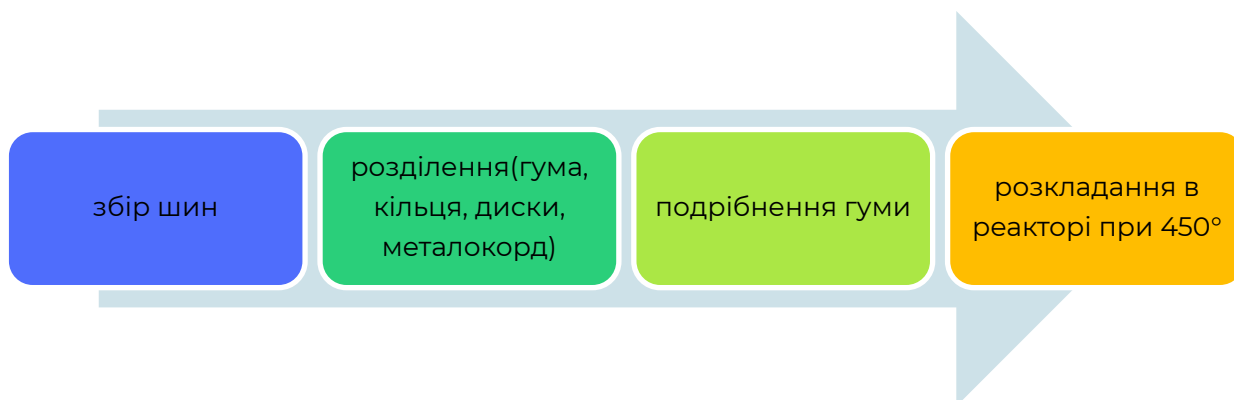 збір шин
розділення(гума,
кільця, диски,
металокорд)
подрібнення гуми
розкладання в
реакторі при 450°